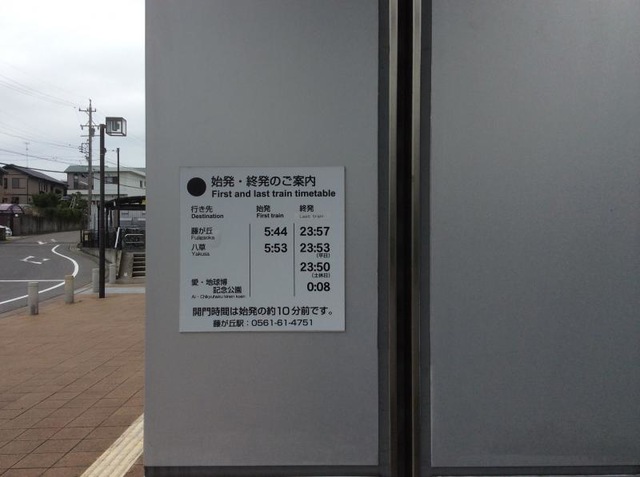 始発・終発のご案内
First and last train timetable
行き先 始発 終発
Destination First train Last train
藤が丘 5:44 23:57
Fujigaoka
八草 5:53 23:53
Yakusa (平日)
23:50
(土休日)
愛・地球博 0:08
記念公園
Ai・Chikyuhaku kinen koen
開門時間は始発の約10分前です。
藤が丘駅:0561-61-4751